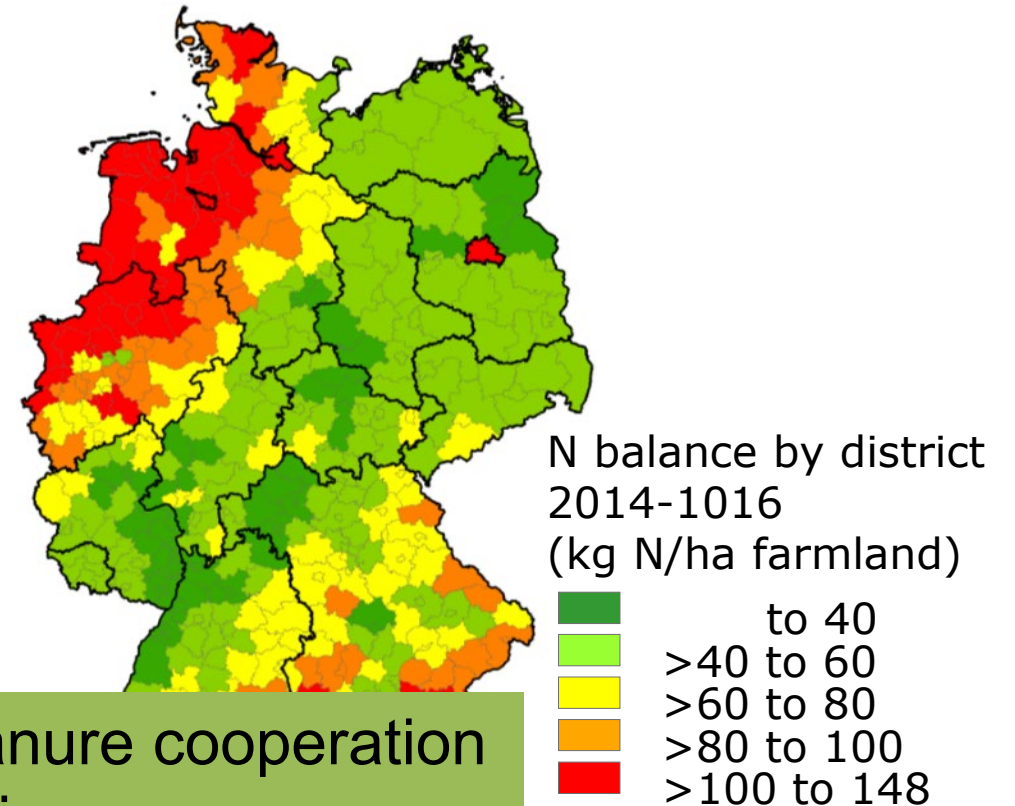 N balance by district
2014-1016
(kg N/ha farmland)
to 40
>40 to 60
>60 to 80
>80 to 100
>100 to 148
cooperation